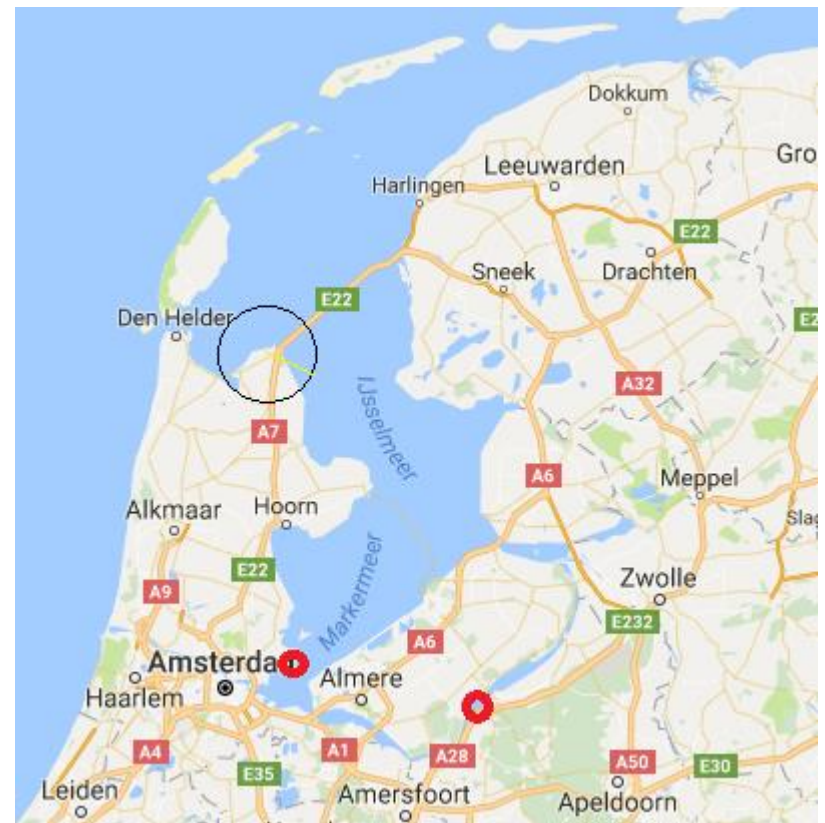 Dokkum
Gro
Leeuwarden
Harlingen
E22
Sneek
Drachten
E22
Den Helder
E2
IJsselmeer
A32
A7
A6
Meppel
Alkmaar
Hoorn
Slag
Markermeer
E22
Zwolle
A9
E232
A6
Amsterda
Almere
Haarlem
A4
A1
A28
A50
E30
E35
Leiden
Amersfoort
Apeldoorn